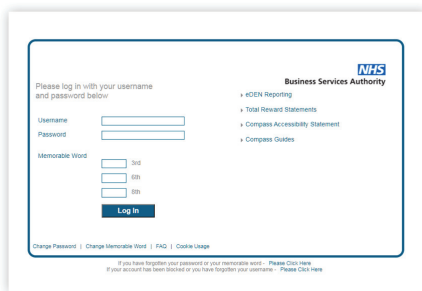 NHS
Business Services Authority
Please log in with your username
and password below
Username
Password
Memorable Word
3rd
6th
8th
Log In
› eDEN Reporting
› Total Reward Statements
› Compass Accessibility Statement
› Compass Guides
Change Password | Change Memorable Word | FAQ | Cookie Usage
If you have forgotten your password or your memorable word - Please Click Here
If your account has been blocked or you have forgotten your username - Please Click Here